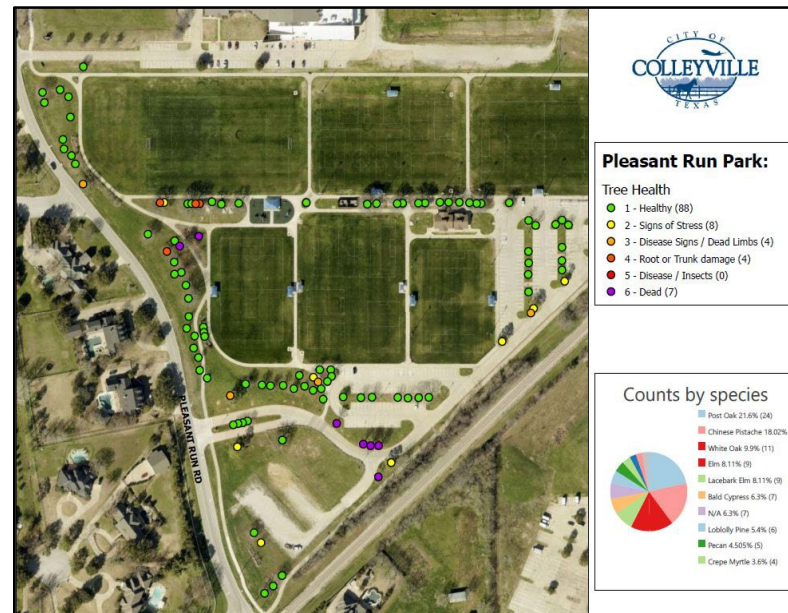 CITY OF
COLLEYVILLE
TEXAS
Pleasant Run Park:
Tree Health
1 - Healthy (88)
2 - Signs of Stress (8)
3 - Disease Signs / Dead Limbs (4)
4 - Root or Trunk damage (4)
5 - Disease / Insects (0)
6 - Dead (7)
PLEASANT RUN RD
Counts by species
Post Oak 21.6% (24)
Chinese Pistache 18.02%
White Oak 9.9% (11)
Elm 8.11% (9)
Lacebark Elm 8.11% (9)
Bald Cypress 6.3% (7)
N/A 6.3% (7)
Loblolly Pine 5.4% (6)
Pecan 4.505% (5)
Crepe Myrtle 3.6% (4)